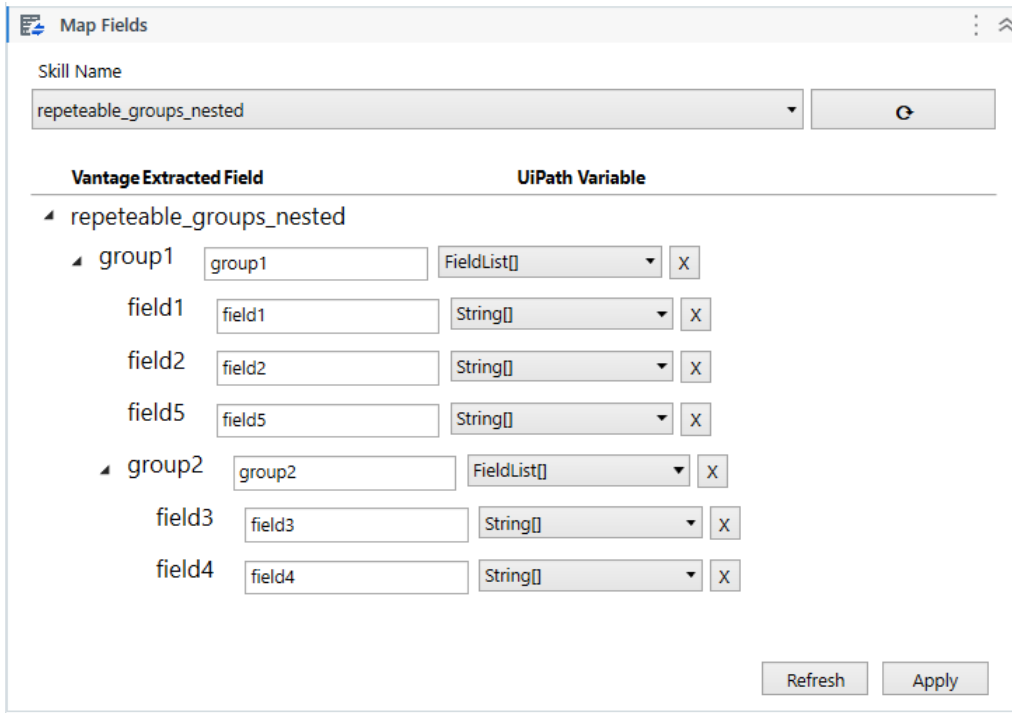 Map Fields
Skill Name
repeteable_groups_nested
Vantage Extracted Field UiPath Variable
repeteable_groups_nested
group1 group1 FieldList[] X
field1 field1 String[] X
field2 field2 String[] X
field5 field5 String[] X
group2 group2 FieldList[] X
field3 field3 String[] X
field4 field4 String[] X
Refresh Apply